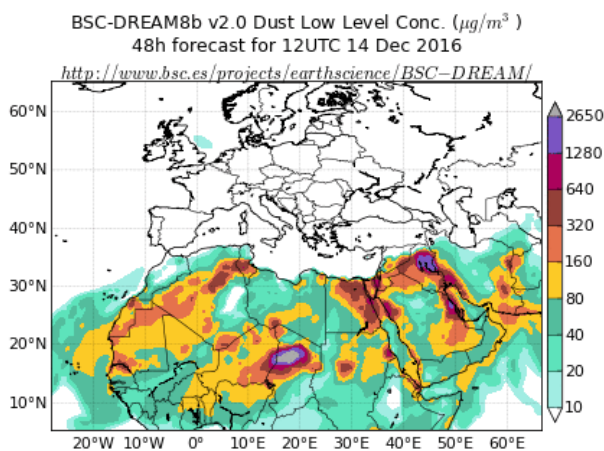 BSC-DREAM8b v2.0 Dust Low Level Conc. (μg/m³ )
48h forecast for 12UTC 14 Dec 2016
http://www.bsc.es/projects/earthscience/BSC−DREAM/
60°N
50°N
40°N
30°N
20°N
10°N
20°W 10°W 0° 10°E 20°E 30°E 40°E 50°E 60°E
2650
1280
640
320
160
80
40
20
10